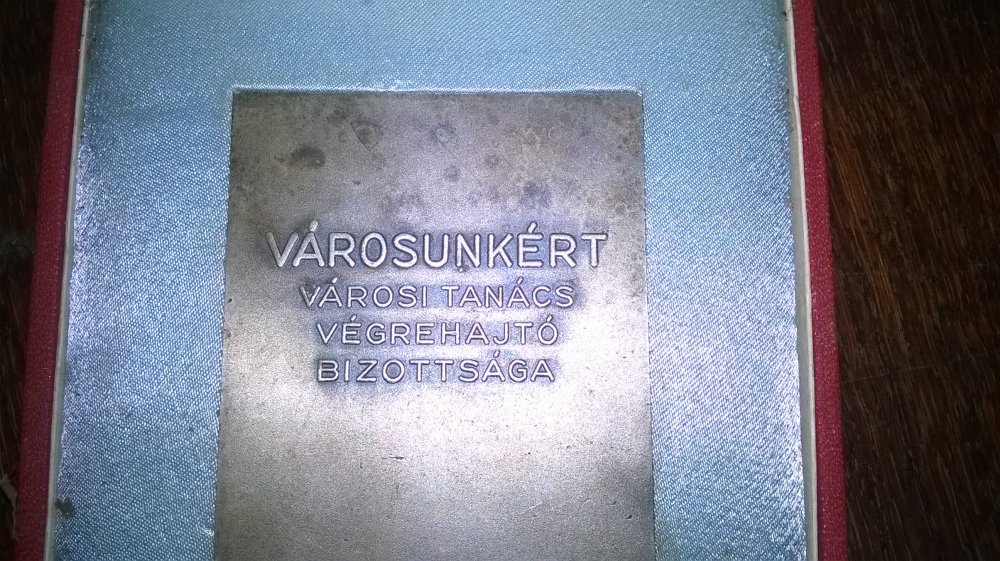 VÁROSUNKÉRT
VÁROSI TANÁCS
VÉGREHAJTÓ
BIZOTTSÁGA